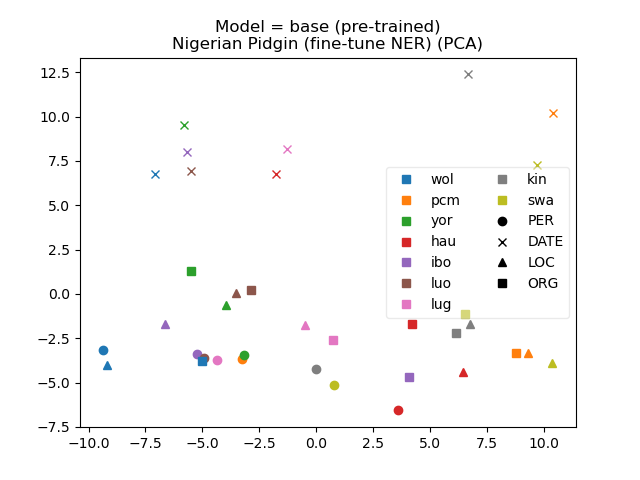 Model = base (pre-trained)
Nigerian Pidgin (fine-tune NER) (PCA)
12.5
10.0
7.5
5.0
2.5
0.0
−2.5
−5.0
−7.5
wol
pcm
yor
hau
ibo
luo
lug
kin
swa
PER
DATE
LOC
ORG
−10.0 −7.5 −5.0 −2.5 0.0 2.5 5.0 7.5 10.0